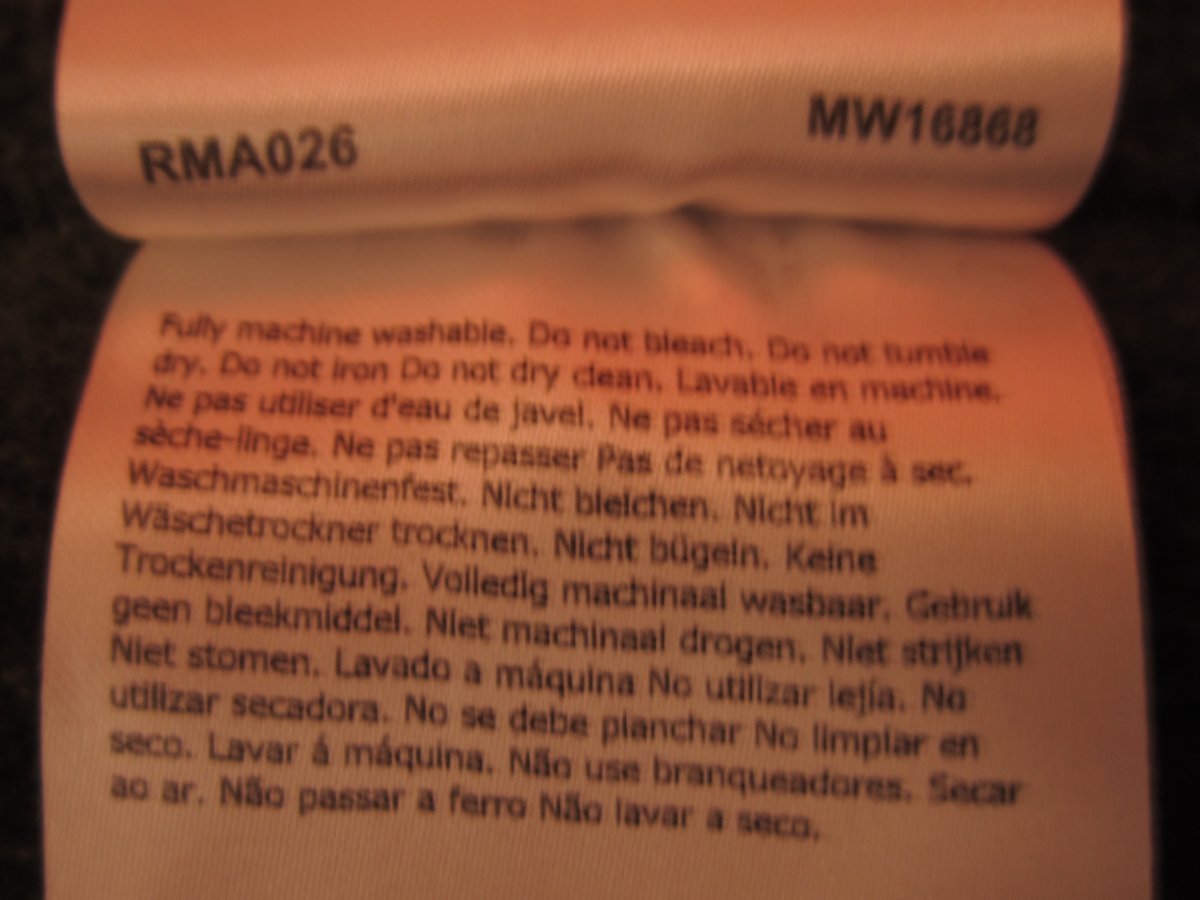 RMA026 MW16868
Fully machine washable. Do not bleach. Do not tumble
dry. Do not iron Do not dry clean. Lavable en machine.
Ne pas utiliser d'eau de javel. Ne pas sécher au
sèche-linge. Ne pas repasser Pas de netoyage à sec.
Waschmaschinenfest. Nicht bleichen. Nicht im
Wäschetrockner trocknen. Nicht bügeln. Keine
Trockenreinigung. Volledig machinaal wasbaar. Gebruik
geen bleekmiddel. Niet machinaal drogen. Niet strijken
Niet stomen. Lavado a máquina No utilizar lejía. No
utilizar secadora. No se debe planchar No limpiar en
seco. Lavar á máquina. Não use branqueadores. Secar
ao ar. Não passar a ferro Não lavar a seco.